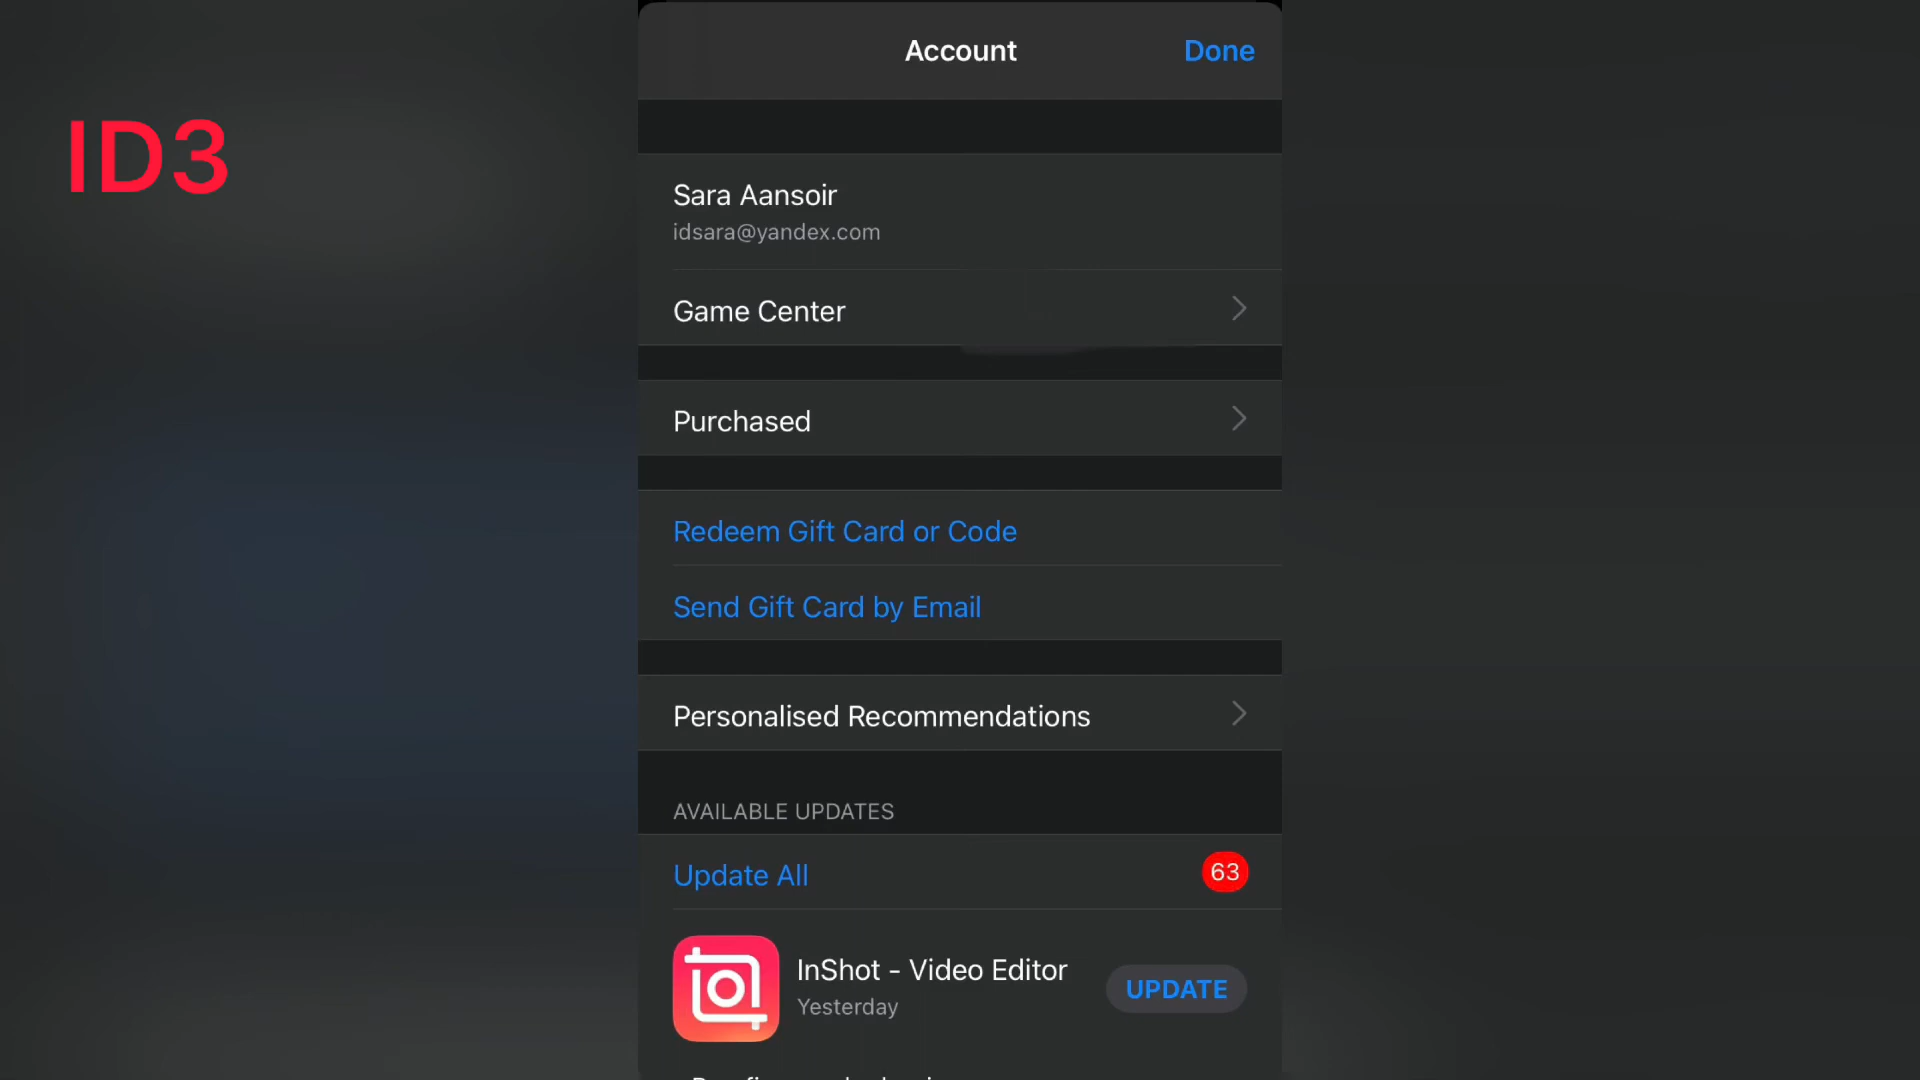 Account
Done
ID3
Sara Aansoir
idsara@yandex.com
Game Center
Purchased
Redeem Gift Card or Code
Send Gift Card by Email
Personalised Recommendations
AVAILABLE UPDATES
Update All
63
InShot - Video Editor
Yesterday
UPDATE